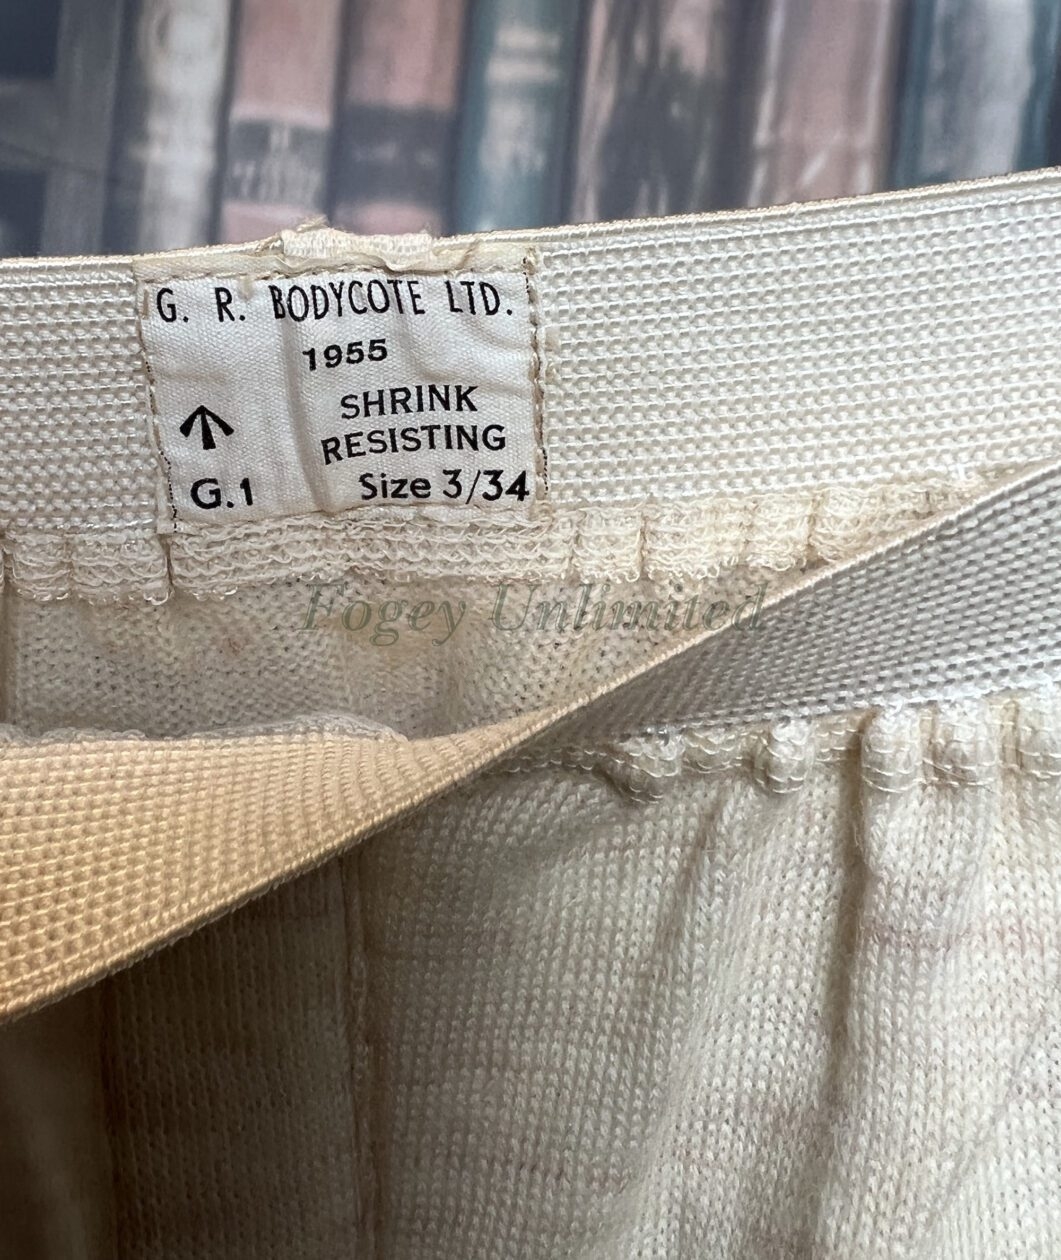 G. R. BODYCOTE LTD.
1955
SHRINK
RESISTING
G.1 Size 3/34
Fogey Unlimited